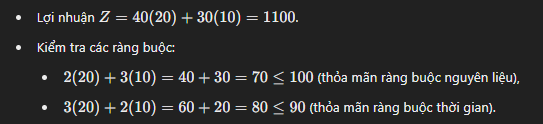 • Lợi nhuận Z = 40(20) + 30(10) = 1100.
• Kiểm tra các ràng buộc:
• 2(20) + 3(10) = 40 + 30 = 70 ≤ 100 (thỏa mãn ràng buộc nguyên liệu),
• 3(20) + 2(10) = 60 + 20 = 80 ≤ 90 (thỏa mãn ràng buộc thời gian).